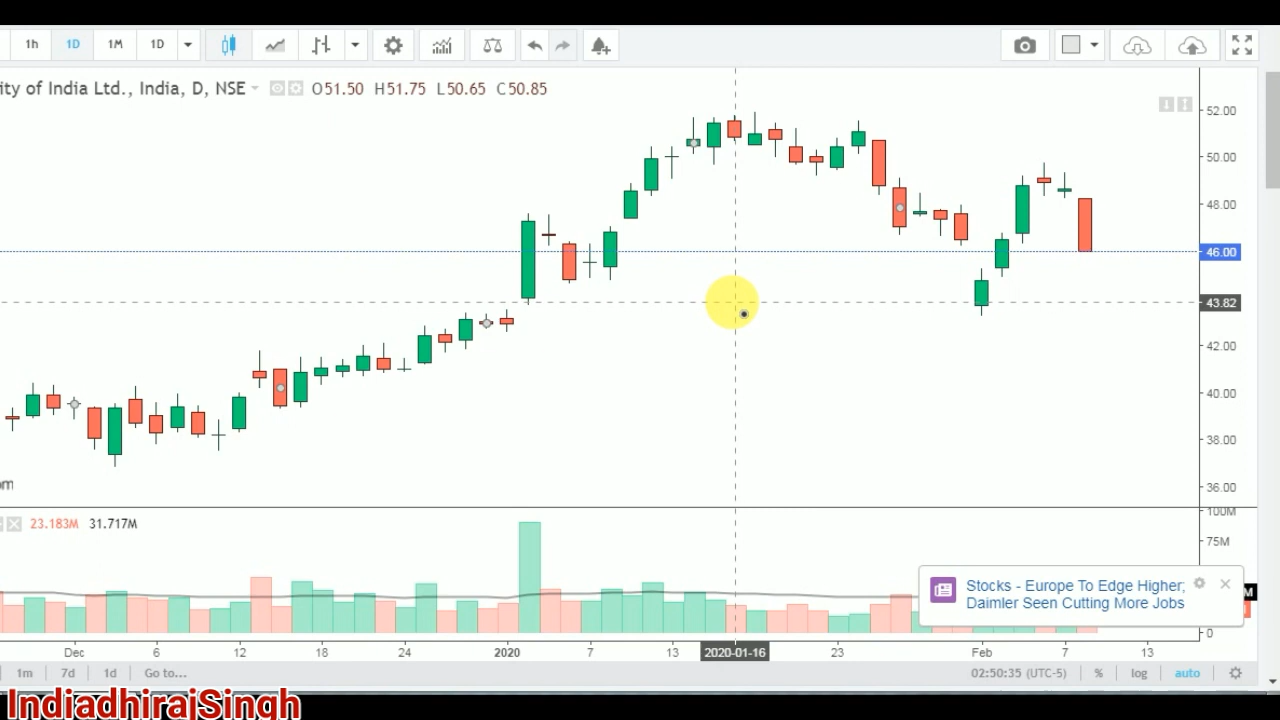 1h 1D 1M 1D
ity of India Ltd., India, D, NSE O51.50 H51.75 L50.65 C50.85
52.00
50.00
48.00
46.00
43.82
42.00
40.00
38.00
36.00
om
23.183M 31.717M
100M
75M
Stocks - Europe To Edge Higher;
Daimler Seen Cutting More Jobs
M
0
Dec 6 12 18 24 2020 7 13 2020-01-16 23 Feb 7 13
1m 7d 1d Go to... 02:50:35 (UTC-5) % log auto
IndiadhirajSingh